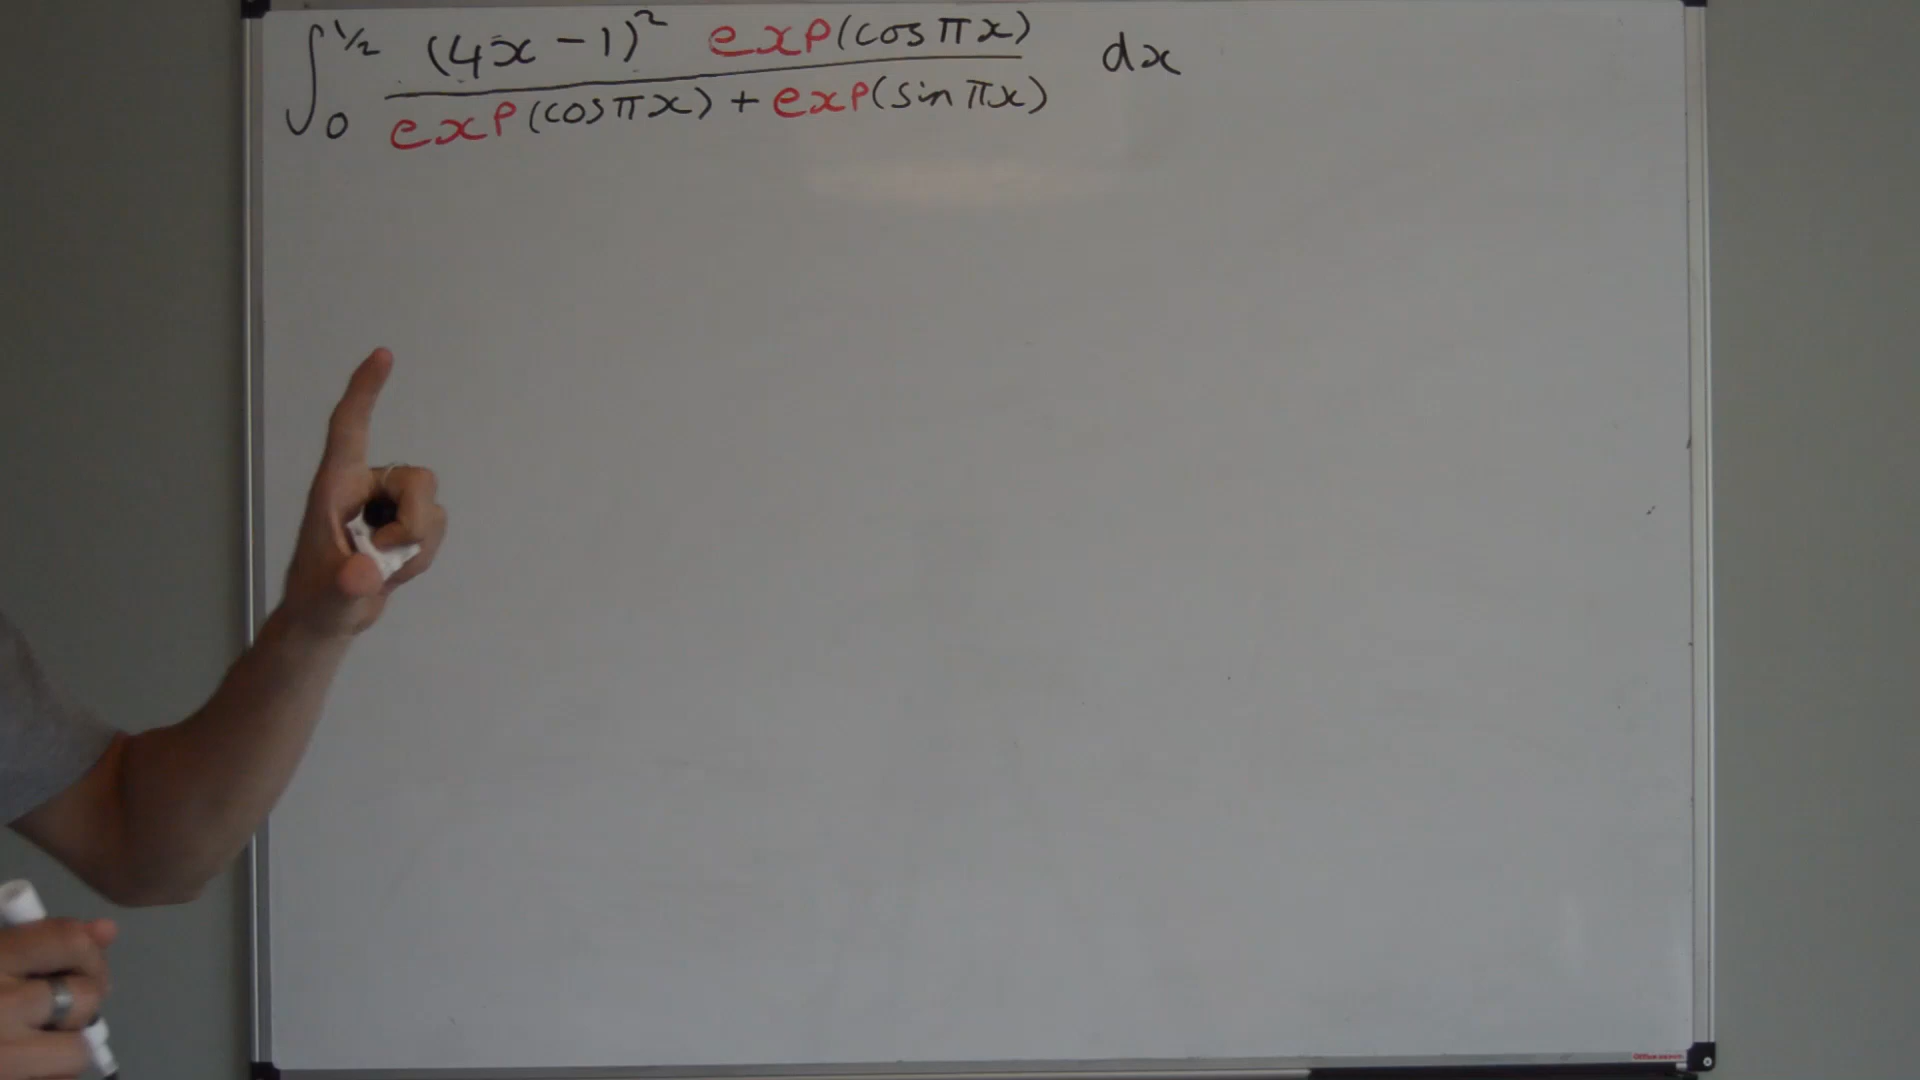 ∫₀^{1/2} (4x - 1)² exp(cos πx) / (exp(cos πx) + exp(sin πx)) dx